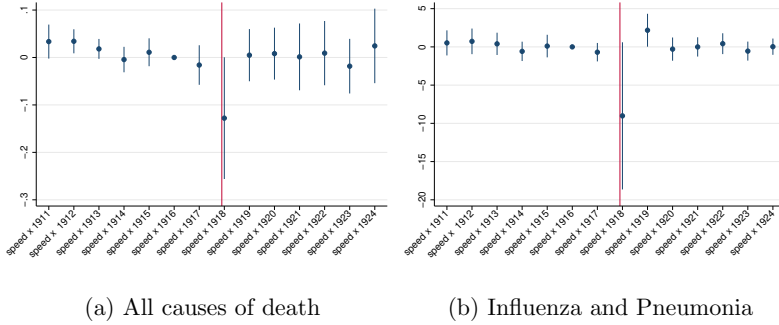 .1
0
-.1
-.2
-.3
speed x 1911
speed x 1912
speed x 1913
speed x 1914
speed x 1915
speed x 1916
speed x 1917
speed x 1918
speed x 1919
speed x 1920
speed x 1921
speed x 1922
speed x 1923
speed x 1924
(a) All causes of death
5
0
-5
-10
-15
-20
speed x 1911
speed x 1912
speed x 1913
speed x 1914
speed x 1915
speed x 1916
speed x 1917
speed x 1918
speed x 1919
speed x 1920
speed x 1921
speed x 1922
speed x 1923
speed x 1924
(b) Influenza and Pneumonia